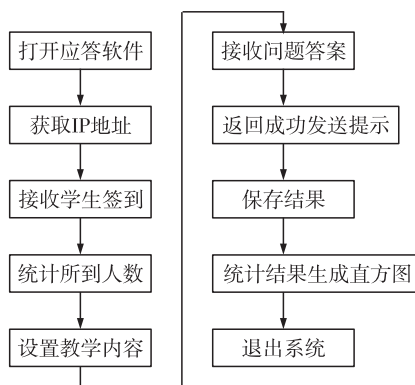 打开应答软件
获取IP地址
接收学生签到
统计所到人数
设置教学内容
接收问题答案
返回成功发送提示
保存结果
统计结果生成直方图
退出系统